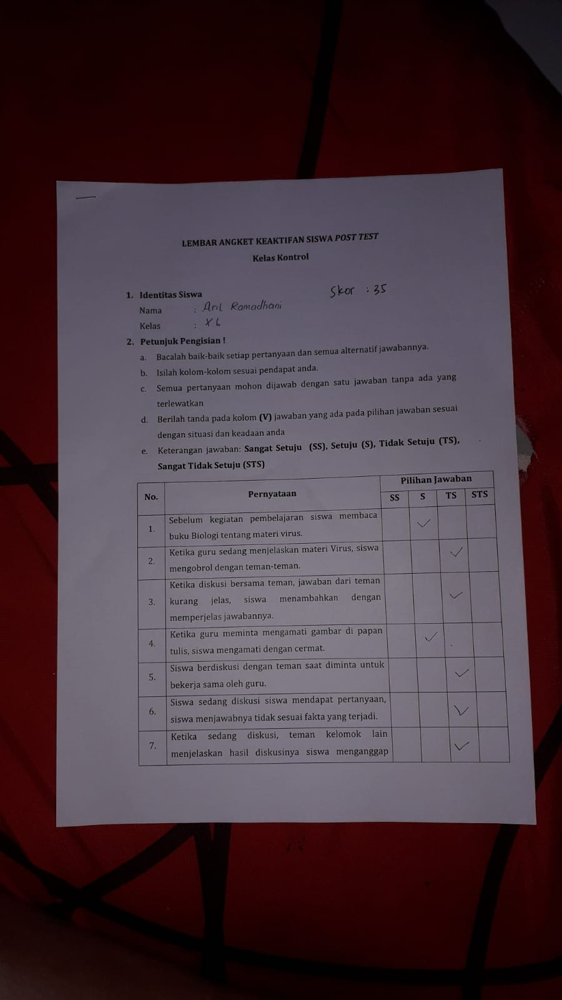 LEMBAR ANGKET KEAKTIFAN SISWA POST TEST
Kelas Kontrol
1. Identitas Siswa
Skor : 35
Nama : Aril Ramadhani
Kelas : X6
2. Petunjuk Pengisian !
a. Bacalah baik-baik setiap pertanyaan dan semua alternatif jawabannya.
b. Isilah kolom-kolom sesuai pendapat anda.
c. Semua pertanyaan mohon dijawab dengan satu jawaban tanpa ada yang
terlewatkan
d. Berilah tanda pada kolom (V) jawaban yang ada pada pilihan jawaban sesuai
dengan situasi dan keadaan anda
e. Keterangan jawaban: Sangat Setuju (SS), Setuju (S), Tidak Setuju (TS),
Sangat Tidak Setuju (STS)
No. Pernyataan Pilihan Jawaban
SS S TS STS
1. Sebelum kegiatan pembelajaran siswa membaca
buku Biologi tentang materi virus.
2. Ketika guru sedang menjelaskan materi Virus, siswa
mengobrol dengan teman-teman.
3. Ketika diskusi bersama teman, jawaban dari teman
kurang jelas, siswa menambahkan dengan
memperjelas jawabannya.
4. Ketika guru meminta mengamati gambar di papan
tulis, siswa mengamati dengan cermat.
5. Siswa berdiskusi dengan teman saat diminta untuk
bekerja sama oleh guru.
6. Siswa sedang diskusi siswa mendapat pertanyaan,
siswa menjawabnya tidak sesuai fakta yang terjadi.
7. Ketika sedang diskusi, teman kelomok lain
menjelaskan hasil diskusinya siswa menganggap